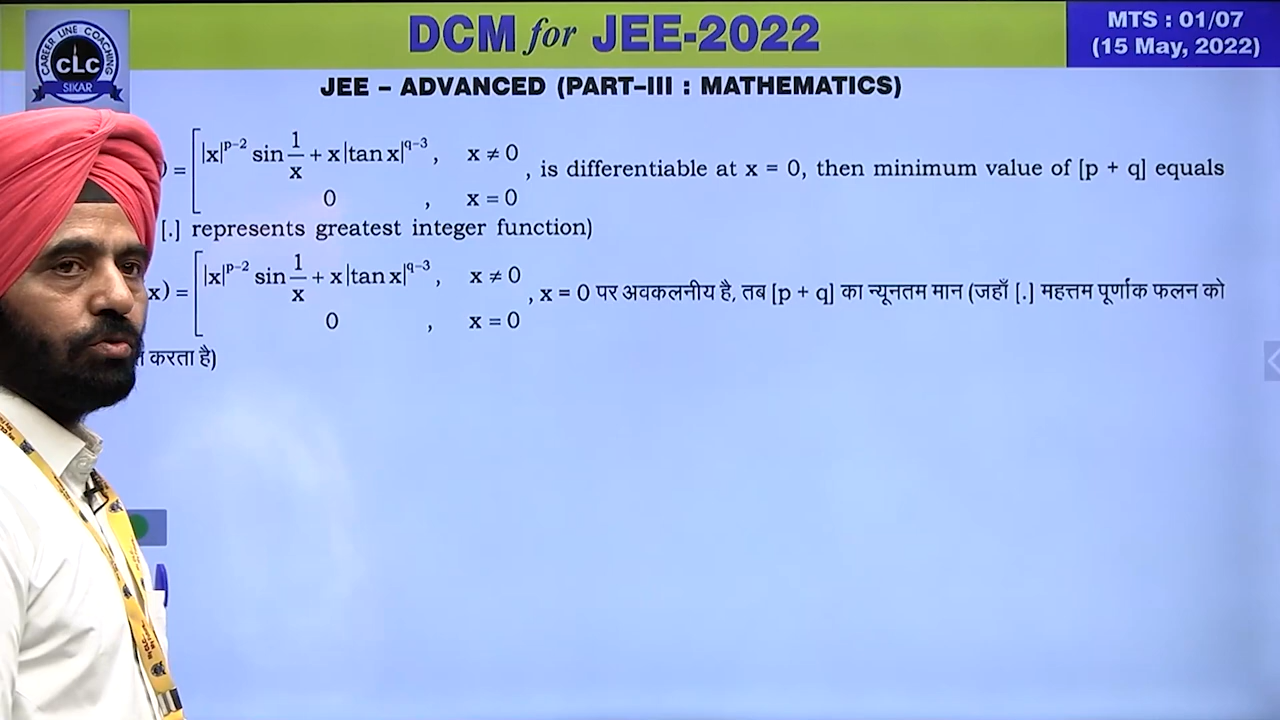 DCM for JEE-2022
MTS : 01/07
(15 May, 2022)
CAREER LINE COACHING
CLC
SIKAR
JEE – ADVANCED (PART–III : MATHEMATICS)
) = [ |x|^{p–2} sin 1/x + x|tan x|^{q–3} , x ≠ 0
0 , x = 0
, is differentiable at x = 0, then minimum value of [p + q] equals
[.] represents greatest integer function)
x) = [ |x|^{p–2} sin 1/x + x|tan x|^{q–3} , x ≠ 0
0 , x = 0
, x = 0 पर अवकलनीय है, तब [p + q] का न्यूनतम मान (जहाँ [.] महत्तम पूर्णाक फलन को
करता है)